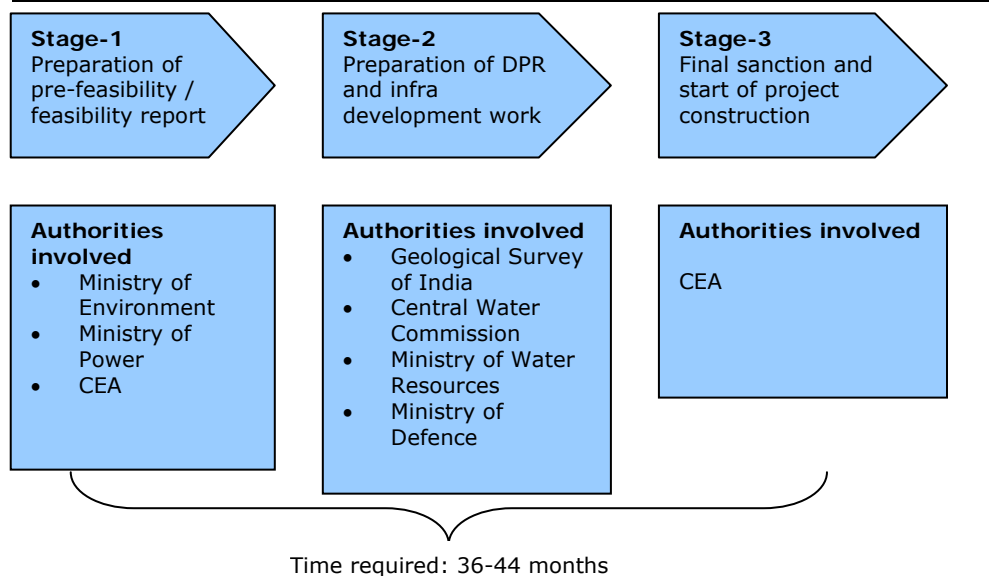 Stage-1
Preparation of
pre-feasibility /
feasibility report
Stage-2
Preparation of DPR
and infra
development work
Stage-3
Final sanction and
start of project
construction
Authorities
involved
• Ministry of
Environment
• Ministry of
Power
• CEA
Authorities involved
• Geological Survey
of India
• Central Water
Commission
• Ministry of Water
Resources
• Ministry of
Defence
Authorities involved
CEA
Time required: 36-44 months